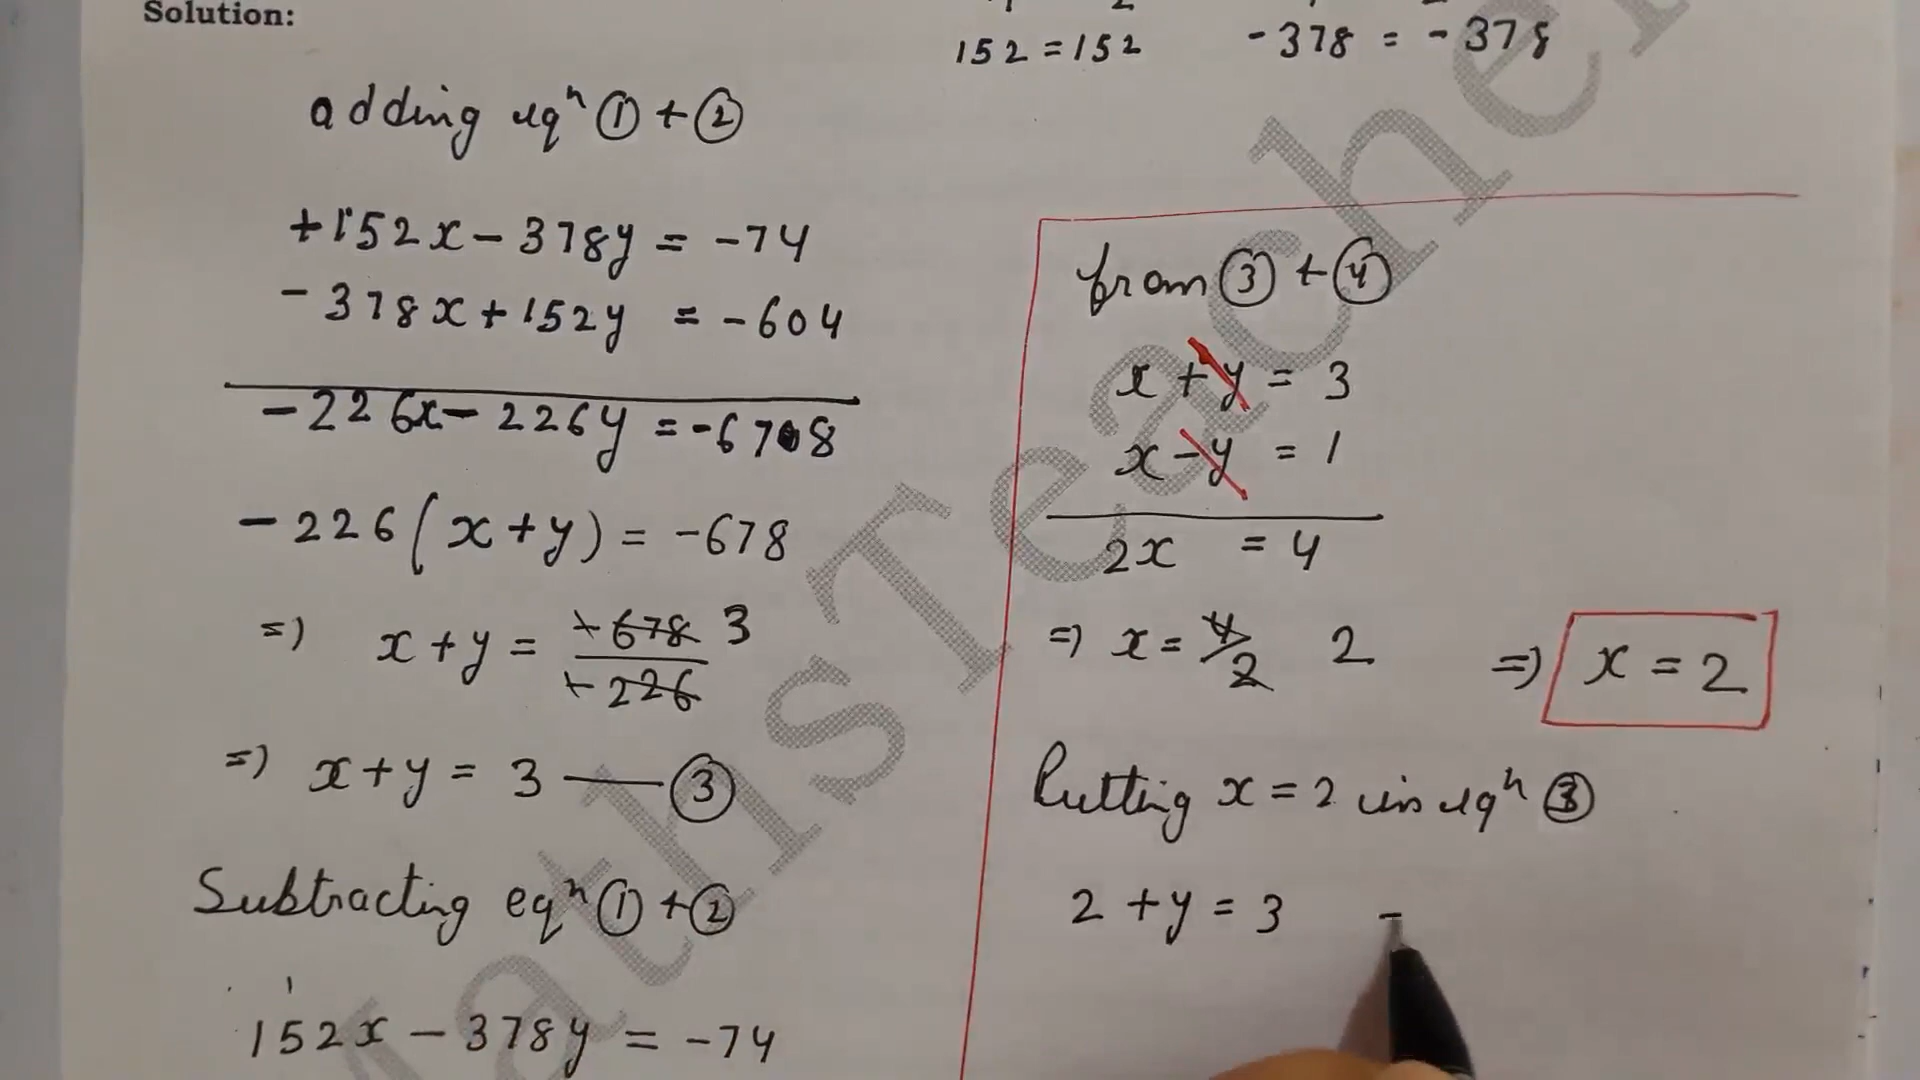 Solution:
152 = 152 -378 = -378
adding eqⁿ ① + ②
+152x - 378y = -74
-378x + 152y = -604
-226x - 226y = -678
-226(x + y) = -678
=) x + y = -678/-226 3
=) x + y = 3 — ③
Subtracting eqⁿ ① + ②
152x - 378y = -74
from ③ + ④
x + y = 3
x - y = 1
2x = 4
=) x = 4/2 2 =) x = 2
Putting x = 2 in eqⁿ ③
2 + y = 3 =
MathsTeacher